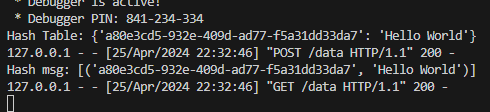 * Debugger is active!
* Debugger PIN: 841-234-334
Hash Table: {'a80e3cd5-932e-409d-ad77-f5a31dd33da7': 'Hello World'}
127.0.0.1 - - [25/Apr/2024 22:32:46] "POST /data HTTP/1.1" 200 -
Hash msg: [('a80e3cd5-932e-409d-ad77-f5a31dd33da7', 'Hello World')]
127.0.0.1 - - [25/Apr/2024 22:32:46] "GET /data HTTP/1.1" 200 -